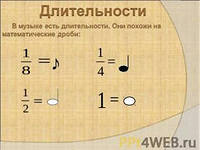 Длительности
В музыке есть длительности. Они похожи на
математические дроби:
1/8 = ♪ 1/4 = ♩
1/2 = 1 =
PPT4WEB.ru